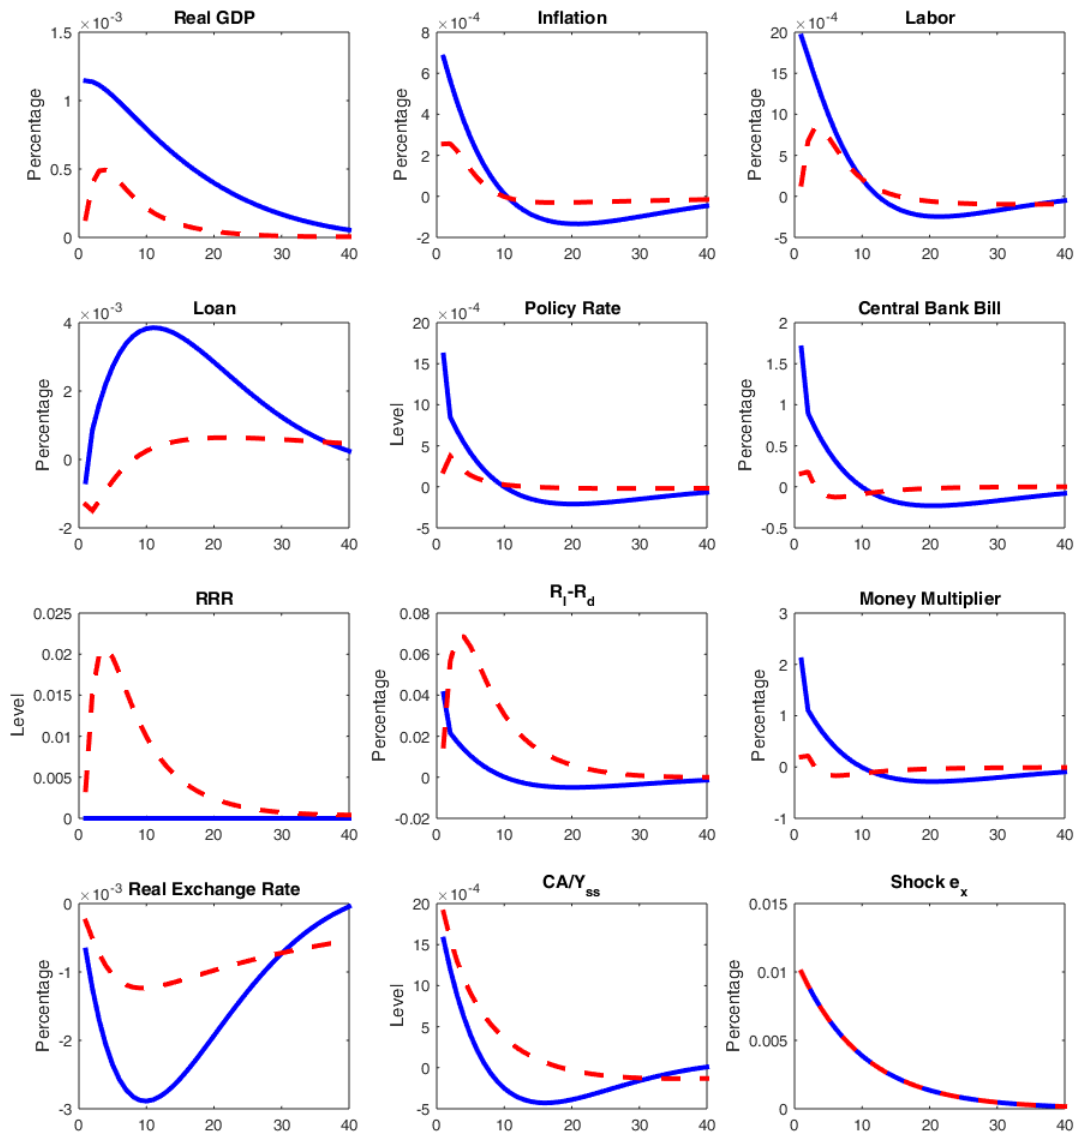 Real GDP
×10⁻³
Percentage
1.5
1
0.5
0
0 10 20 30 40
Inflation
×10⁻⁴
Percentage
8
6
4
2
0
-2
0 10 20 30 40
Labor
×10⁻⁴
Percentage
20
15
10
5
0
-5
0 10 20 30 40
Loan
×10⁻³
Percentage
4
2
0
-2
0 10 20 30 40
Policy Rate
×10⁻⁴
Level
20
15
10
5
0
-5
0 10 20 30 40
Central Bank Bill
Percentage
2
1.5
1
0.5
0
-0.5
0 10 20 30 40
RRR
Level
0.025
0.02
0.015
0.01
0.005
0
0 10 20 30 40
R_l-R_d
Percentage
0.08
0.06
0.04
0.02
0
-0.02
0 10 20 30 40
Money Multiplier
Percentage
3
2
1
0
-1
0 10 20 30 40
Real Exchange Rate
×10⁻³
Percentage
0
-1
-2
-3
0 10 20 30 40
CA/Y_ss
×10⁻⁴
Level
20
15
10
5
0
-5
0 10 20 30 40
Shock e_x
Percentage
0.015
0.01
0.005
0
0 10 20 30 40